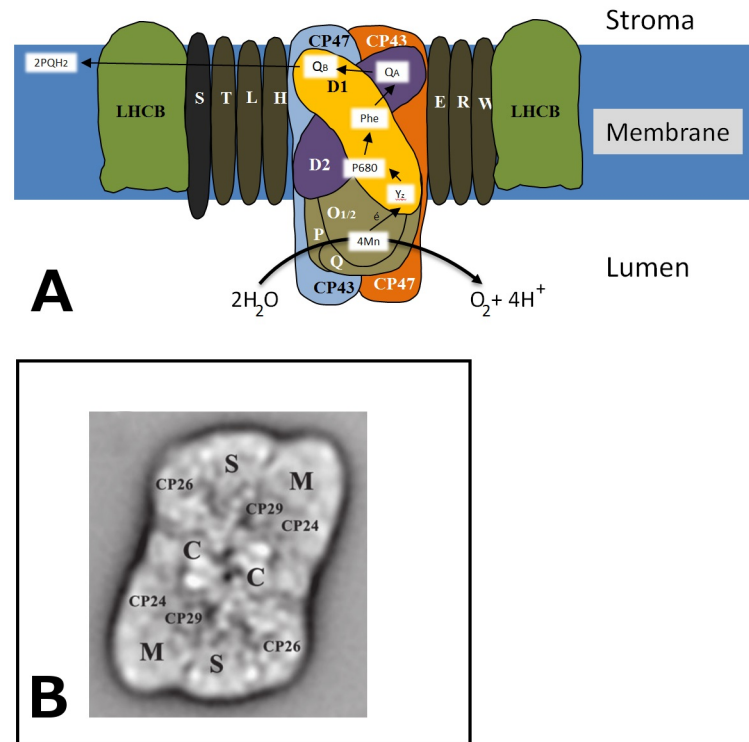 Stroma
CP47 CP43
2PQH2
QB QA
D1
S T L H
E R W
LHCB
LHCB
Phe
Membrane
D2
P680
Yz
O1/2
é
P
4Mn
Q
Lumen
A
2H2O
CP43 CP47
O2+ 4H+
S
M
CP26
CP29
CP24
C
C
CP24
CP29
CP26
M
S
B